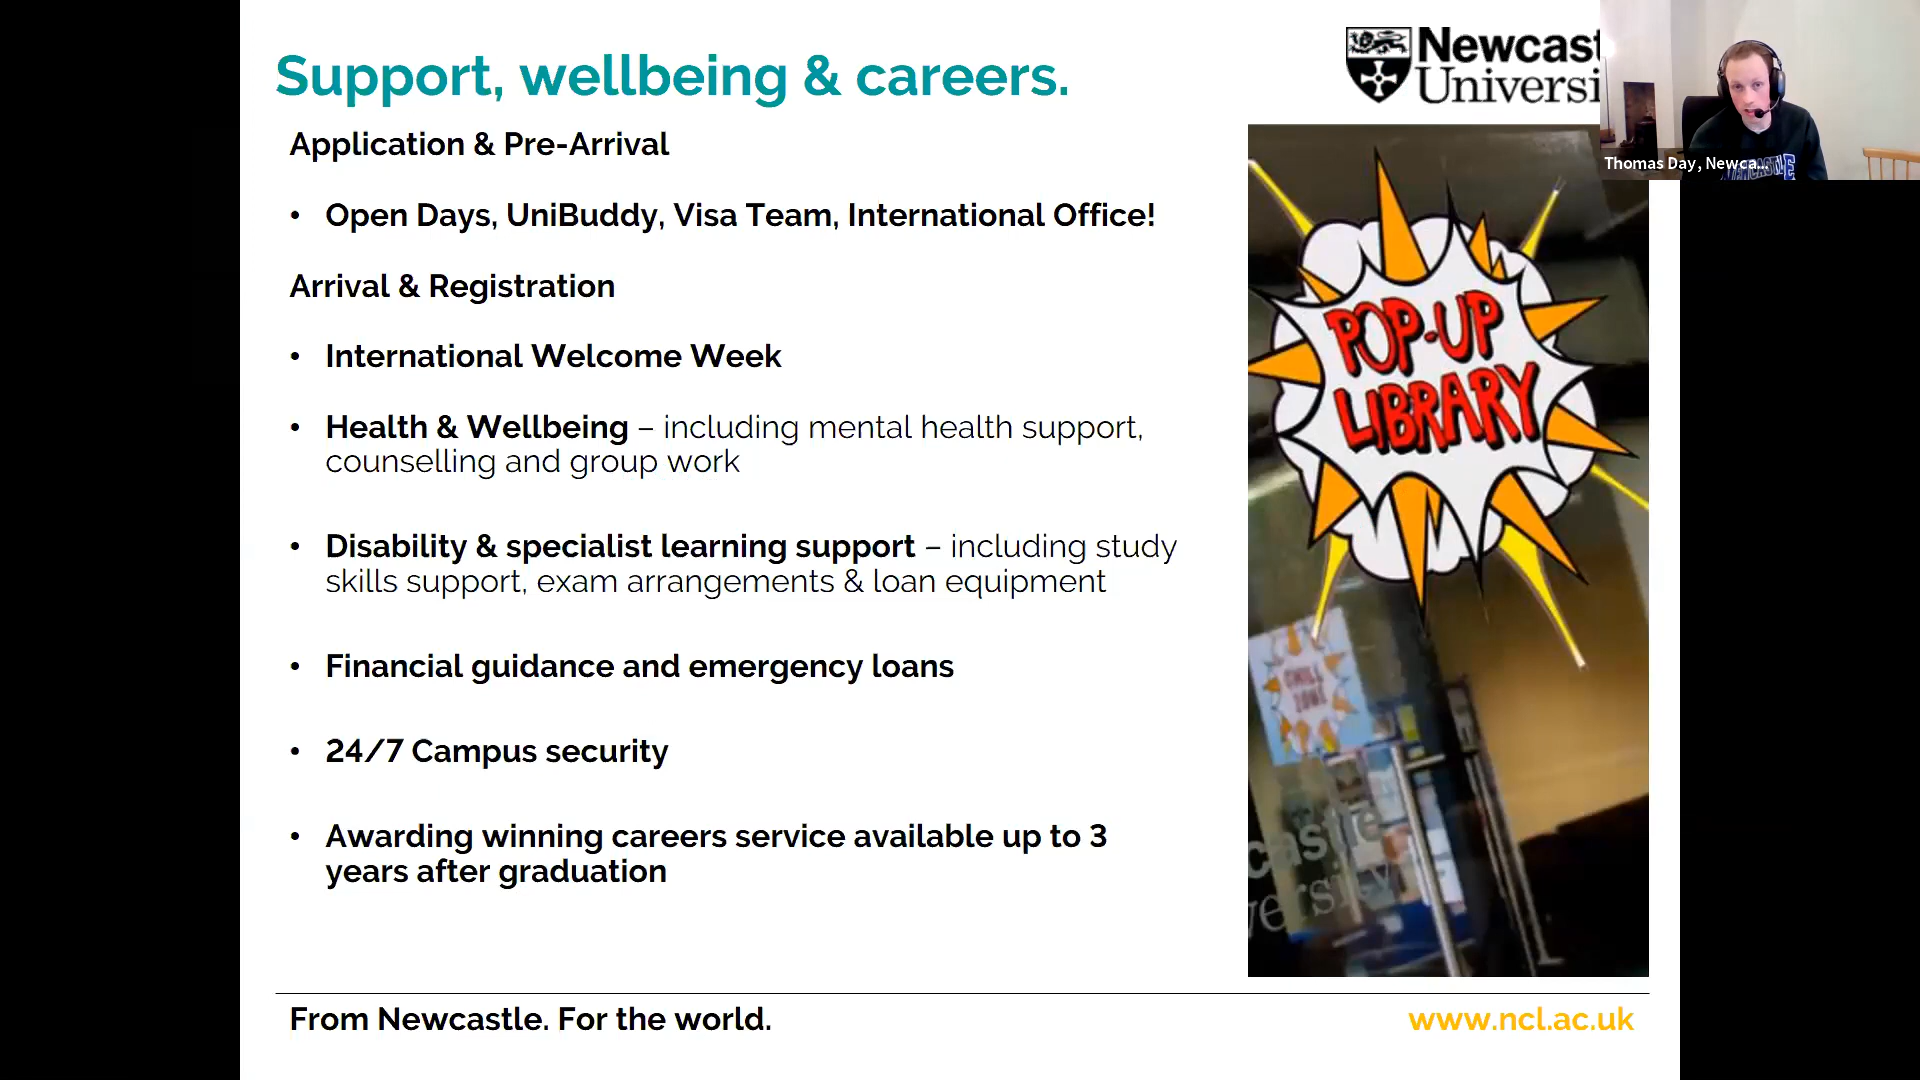 Support, wellbeing & careers.
Newcast
Universi
Thomas Day, Newca...
Application & Pre-Arrival
• Open Days, UniBuddy, Visa Team, International Office!
Arrival & Registration
• International Welcome Week
• Health & Wellbeing – including mental health support,
counselling and group work
• Disability & specialist learning support – including study
skills support, exam arrangements & loan equipment
• Financial guidance and emergency loans
• 24/7 Campus security
• Awarding winning careers service available up to 3
years after graduation
POP-UP
LIBRARY
CHILL
ZONE
castle
versity
From Newcastle. For the world.
www.ncl.ac.uk